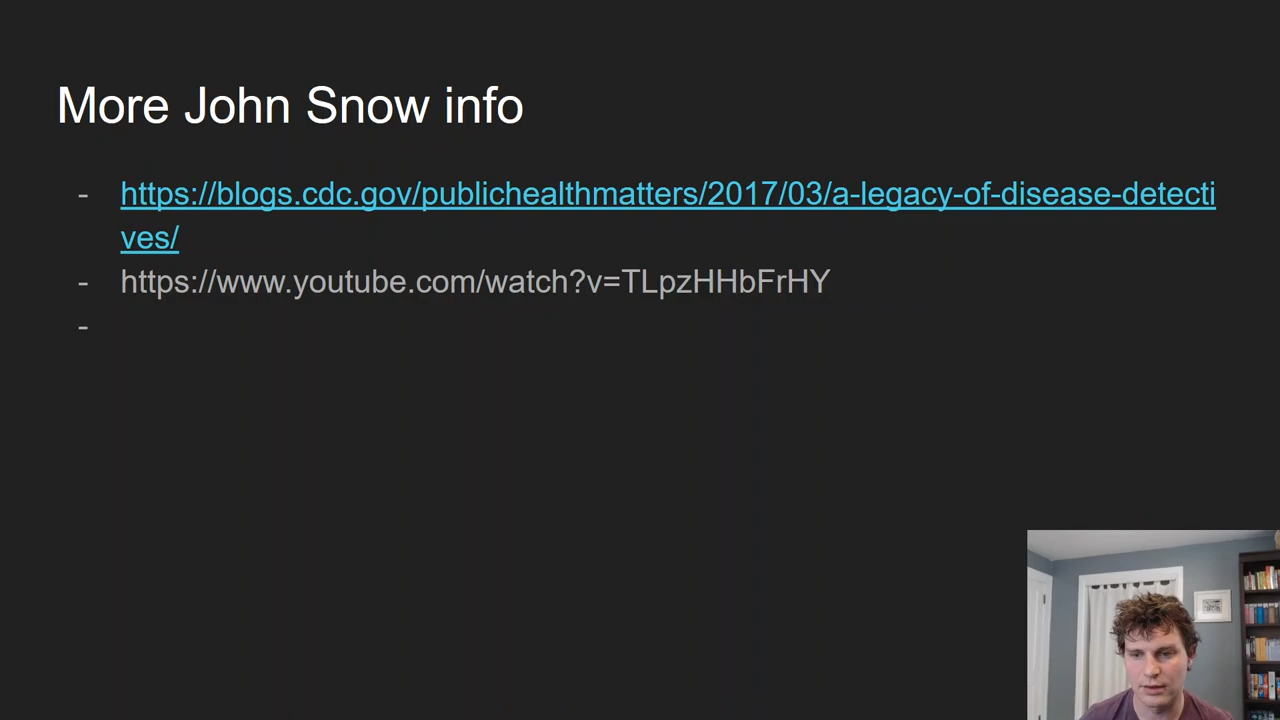 More John Snow info
- https://blogs.cdc.gov/publichealthmatters/2017/03/a-legacy-of-disease-detecti
ves/
- https://www.youtube.com/watch?v=TLpzHHbFrHY
-